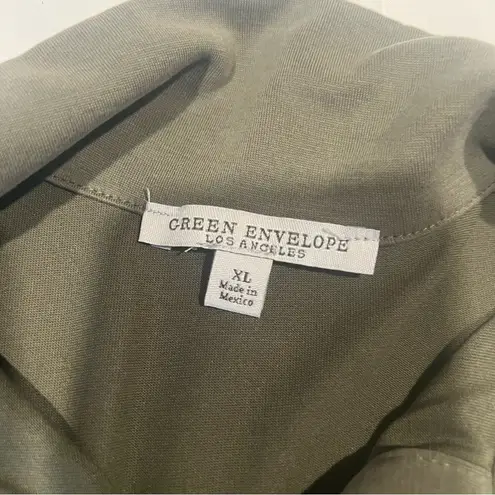 GREEN ENVELOPE
LOS ANGELES
XL
Made in
Mexico